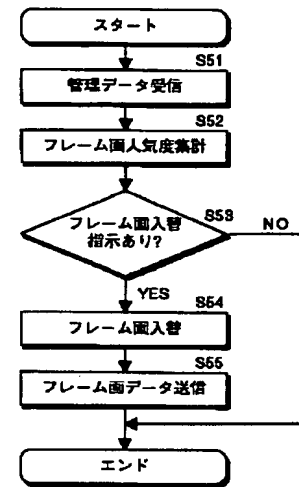 スタート
S51
管理データ受信
S52
フレーム画人気度集計
S53
フレーム画入替
指示あり?
NO
YES
S54
フレーム画入替
S55
フレーム画データ送信
エンド